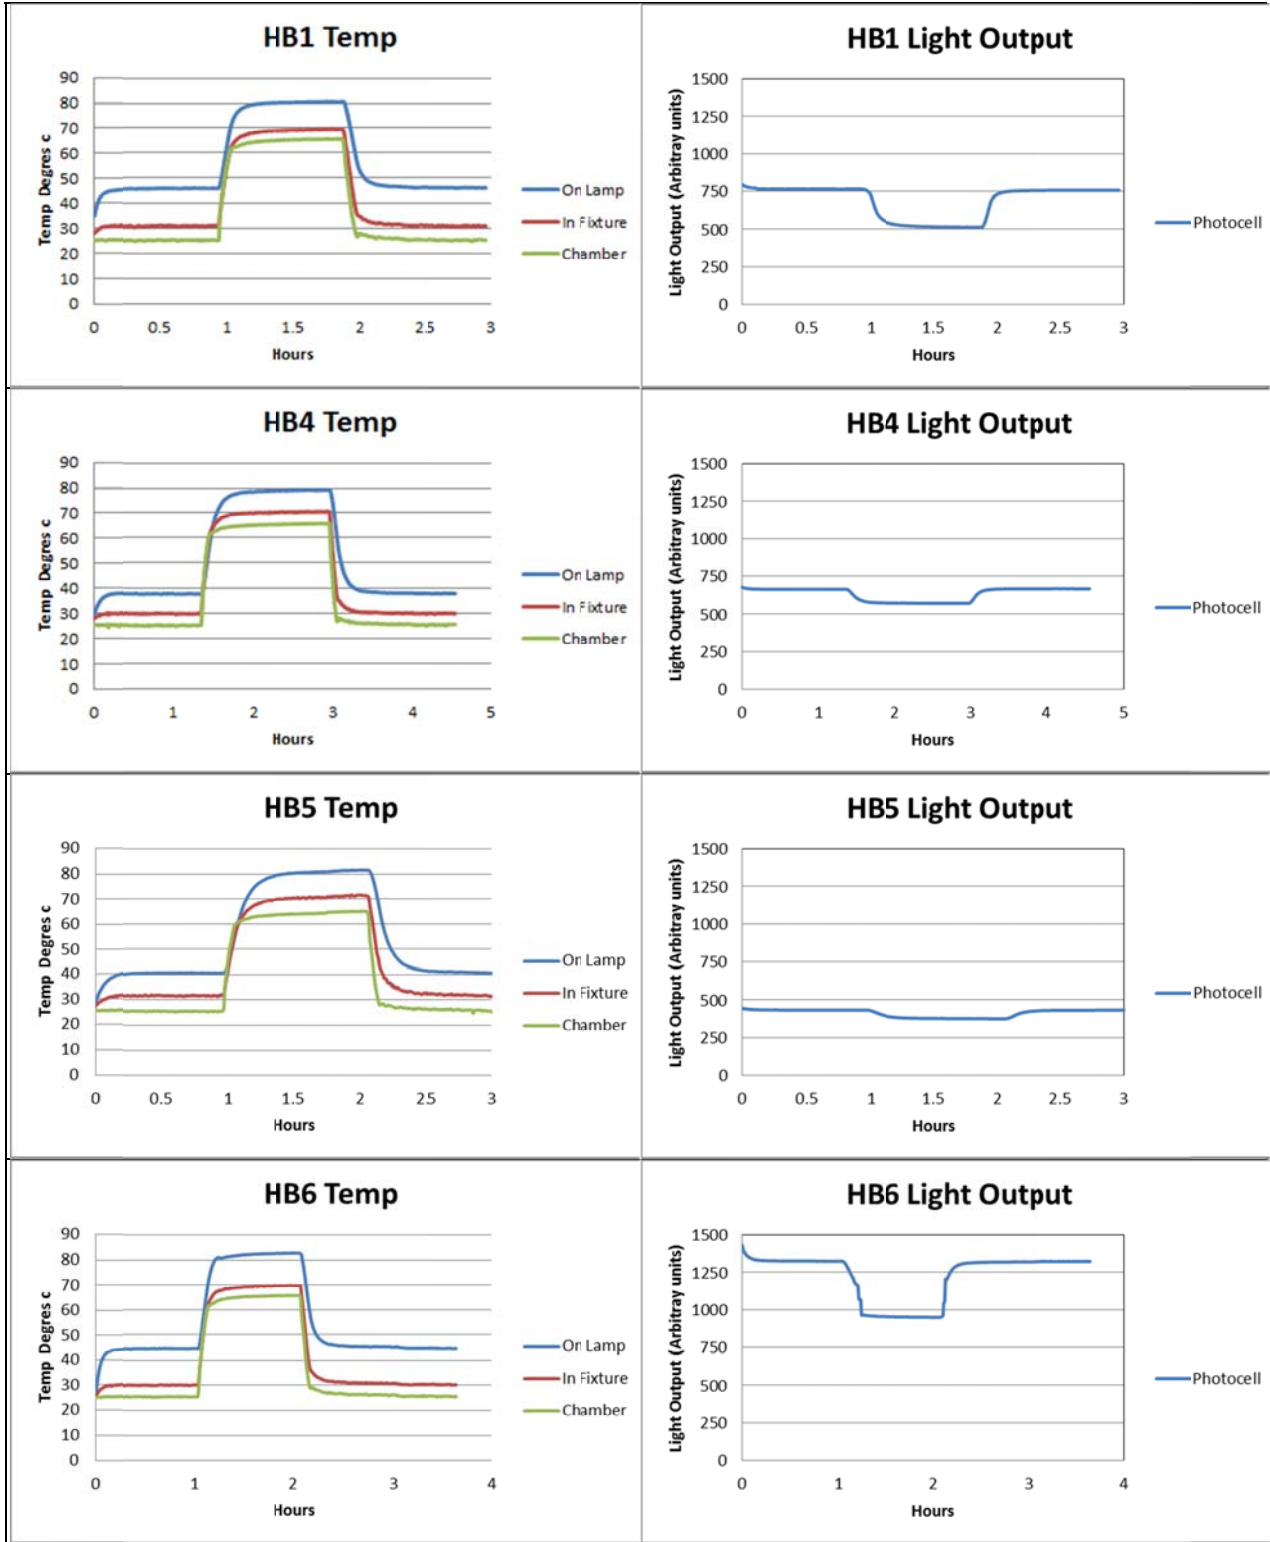 HB1 Temp
Temp Degres c
90
80
70
60
50
40
30
20
10
0
0 0.5 1 1.5 2 2.5 3
Hours
On Lamp
In Fixture
Chamber
HB1 Light Output
Light Output (Arbitray units)
1500
1250
1000
750
500
250
0
0 0.5 1 1.5 2 2.5 3
Hours
Photocell
HB4 Temp
Temp Degres c
90
80
70
60
50
40
30
20
10
0
0 1 2 3 4 5
Hours
On Lamp
In Fixture
Chamber
HB4 Light Output
Light Output (Arbitray units)
1500
1250
1000
750
500
250
0
0 1 2 3 4 5
Hours
Photocell
HB5 Temp
Temp Degres c
90
80
70
60
50
40
30
20
10
0
0 0.5 1 1.5 2 2.5 3
Hours
On Lamp
In Fixture
Chamber
HB5 Light Output
Light Output (Arbitray units)
1500
1250
1000
750
500
250
0
0 0.5 1 1.5 2 2.5 3
Hours
Photocell
HB6 Temp
Temp Degres c
90
80
70
60
50
40
30
20
10
0
0 1 2 3 4
Hours
On Lamp
In Fixture
Chamber
HB6 Light Output
Light Output (Arbitray units)
1500
1250
1000
750
500
250
0
0 1 2 3 4
Hours
Photocell